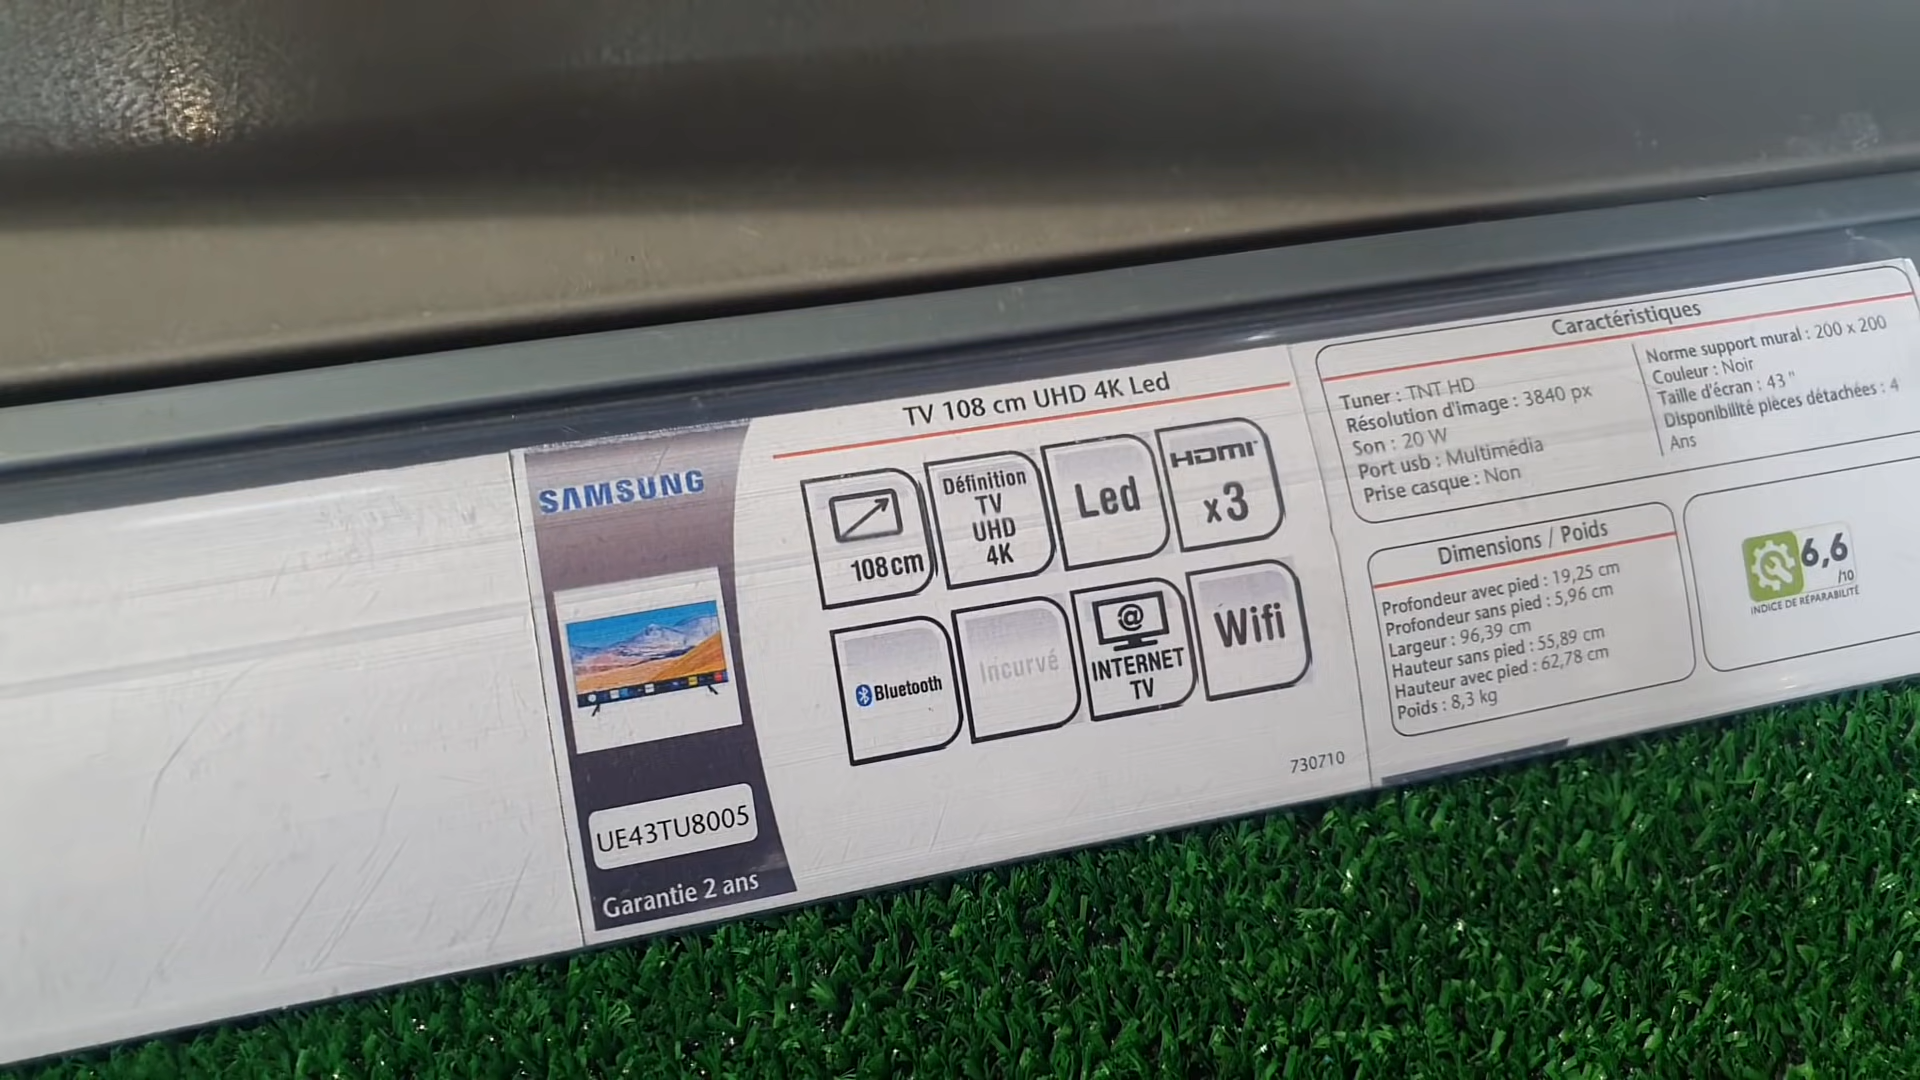 SAMSUNG
UE43TU8005
Garantie 2 ans
TV 108 cm UHD 4K Led
108 cm
Définition
TV
UHD
4K
Led
HDMI
x3
Bluetooth
Incurvé
@
INTERNET
TV
Wifi
730710
Caractéristiques
Tuner : TNT HD
Résolution d'image : 3840 px
Son : 20 W
Port usb : Multimédia
Prise casque : Non
Norme support mural : 200 x 200
Couleur : Noir
Taille d'écran : 43 "
Disponibilité pièces détachées : 4
Ans
Dimensions / Poids
Profondeur avec pied : 19,25 cm
Profondeur sans pied : 5,96 cm
Largeur : 96,39 cm
Hauteur sans pied : 55,89 cm
Hauteur avec pied : 62,78 cm
Poids : 8,3 kg
6,6
/10
INDICE DE RÉPARABILITÉ